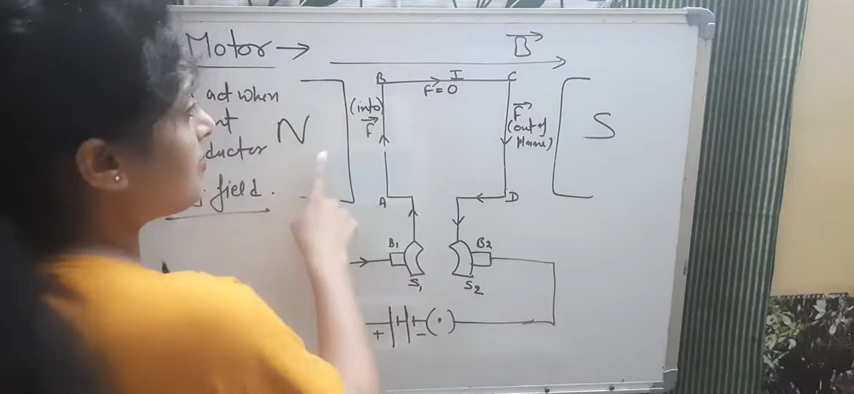 Motor → B
act when
field.
N
S
B
I
C
F = 0
(into)
F
F
(out of
plane)
A
D
B1
B2
S1
S2
+
-